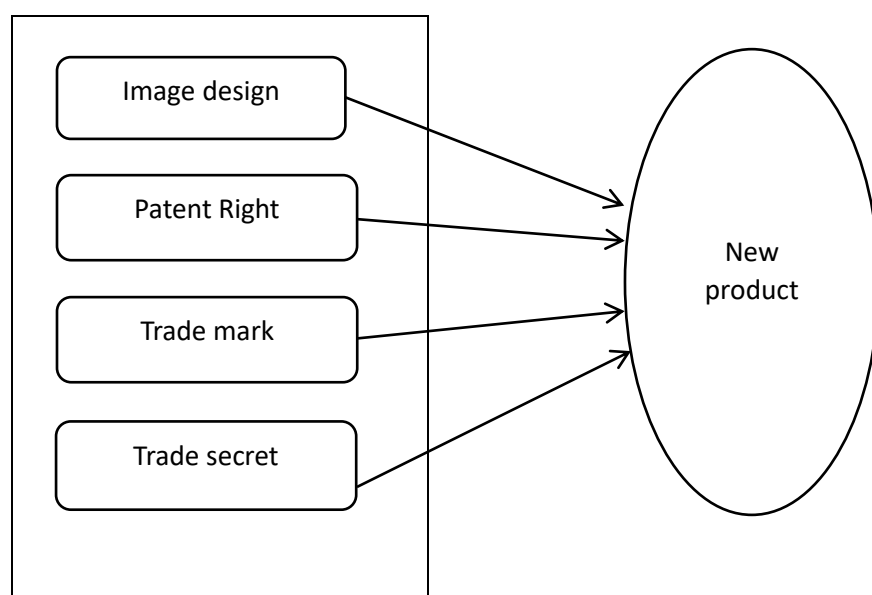 Image design
Patent Right
Trade mark
Trade secret
New
product